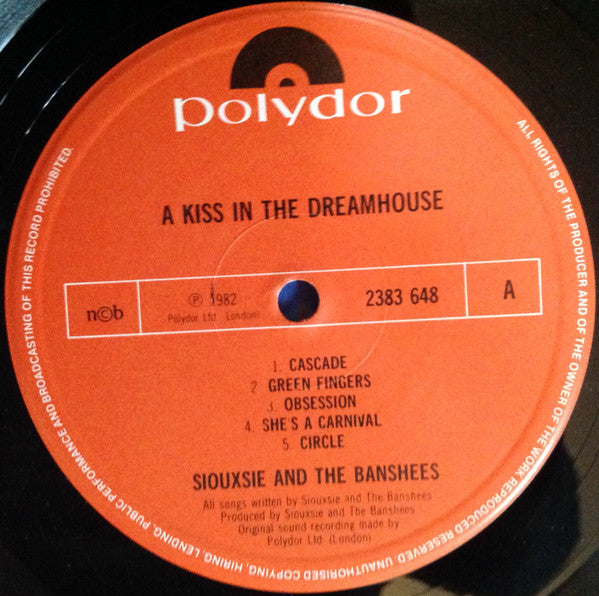 polydor
A KISS IN THE DREAMHOUSE
n©b
℗ 1982
Polydor Ltd. (London)
2383 648
A
1. CASCADE
2. GREEN FINGERS
3. OBSESSION
4. SHE'S A CARNIVAL
5. CIRCLE
SIOUXSIE AND THE BANSHEES
All songs written by Siouxsie and The Banshees
Produced by Siouxsie and The Banshees
Original sound recording made by
Polydor Ltd (London)
ALL RIGHTS OF THE PRODUCER AND OF THE OWNER OF THE WORK REPRODUCED RESERVED. UNAUTHORISED COPYING, HIRING, LENDING, PUBLIC PERFORMANCE AND BROADCASTING OF THIS RECORD PROHIBITED.